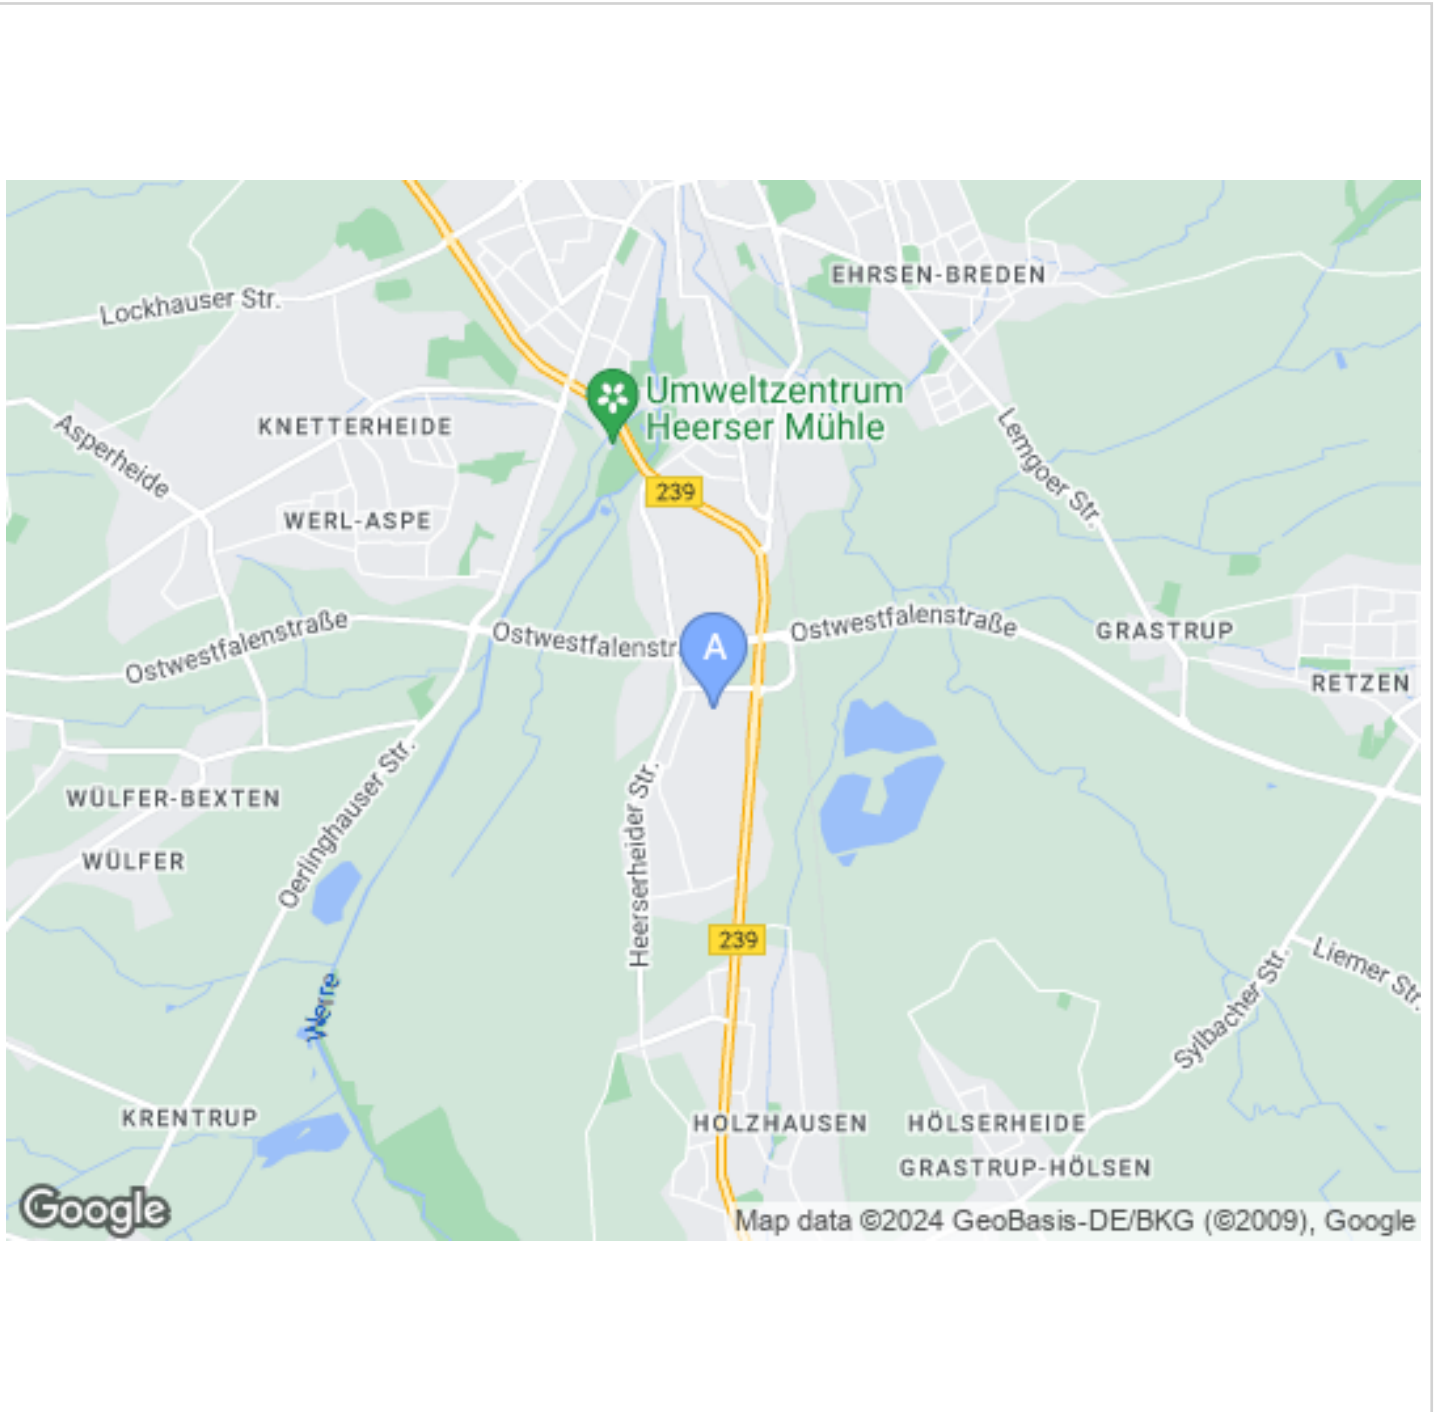 EHRSEN-BREDEN
Lockhauser Str.
Umweltzentrum
Heerser Mühle
KNETTERHEIDE
Asperheide
Lemgoer Str.
239
WERL-ASPE
Ostwestfalenstraße
Ostwestfalenstr
A
Ostwestfalenstraße
GRASTRUP
RETZEN
WÜLFER-BEXTEN
Oerlinghauser Str.
Heerserheider Str.
WÜLFER
239
Liemer Str.
Werre
Sylbacher Str.
KRENTRUP
HOLZHAUSEN
HÖLSERHEIDE
GRASTRUP-HÖLSEN
Google
Map data ©2024 GeoBasis-DE/BKG (©2009), Google